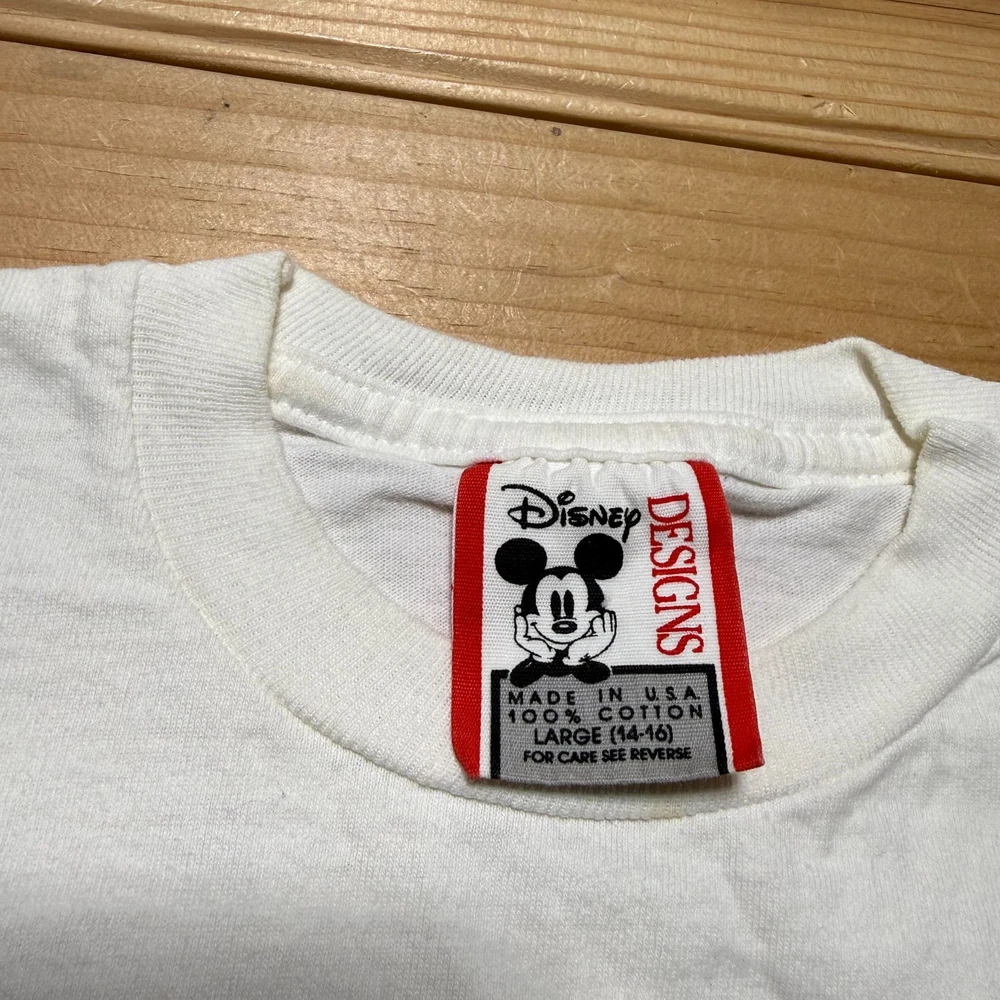 Disney
DESIGNS
MADE IN U.S.A.
100% COTTON
LARGE (14-16)
FOR CARE SEE REVERSE